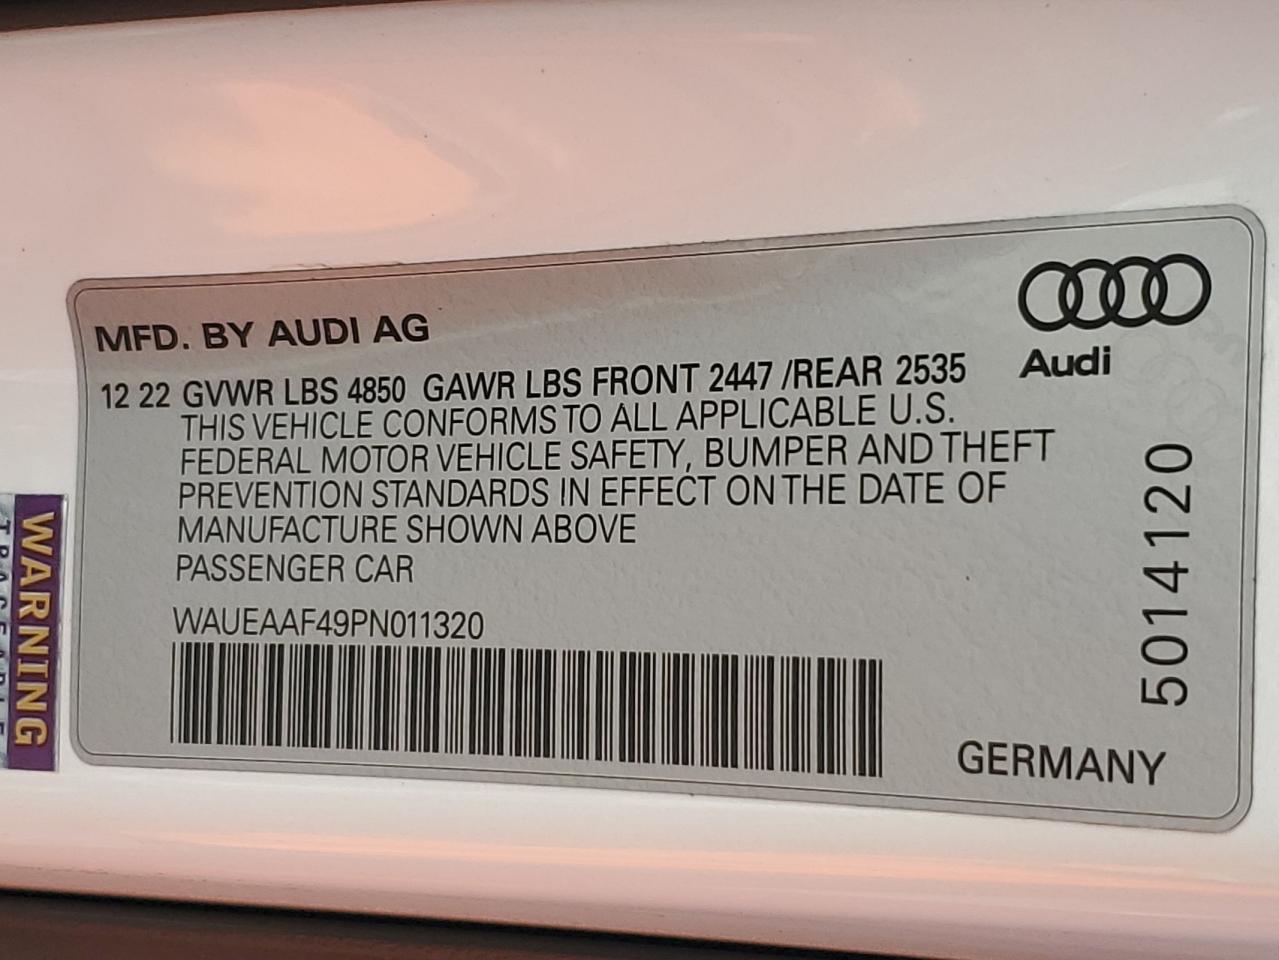 MFD. BY AUDI AG
Audi
12 22 GVWR LBS 4850 GAWR LBS FRONT 2447 /REAR 2535
THIS VEHICLE CONFORMS TO ALL APPLICABLE U.S.
FEDERAL MOTOR VEHICLE SAFETY, BUMPER AND THEFT
PREVENTION STANDARDS IN EFFECT ON THE DATE OF
MANUFACTURE SHOWN ABOVE
PASSENGER CAR
WAUEAAF49PN011320
5014120
GERMANY
WARNING